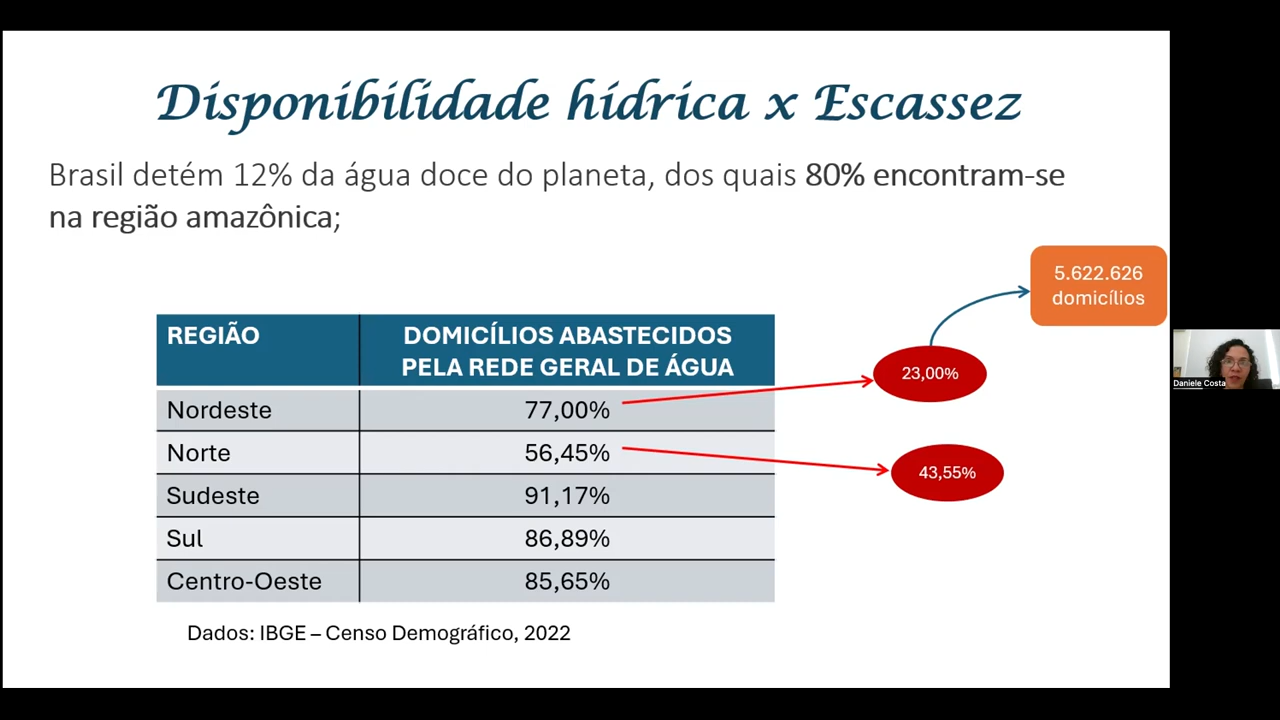 Disponibilidade hídrica x Escassez
Brasil detém 12% da água doce do planeta, dos quais 80% encontram-se
na região amazônica;
5.622.626
domicílios
REGIÃO
DOMICÍLIOS ABASTECIDOS
PELA REDE GERAL DE ÁGUA
23,00%
Nordeste 77,00%
Norte 56,45%
43,55%
Sudeste 91,17%
Sul 86,89%
Centro-Oeste 85,65%
Dados: IBGE – Censo Demográfico, 2022
Daniele Costa